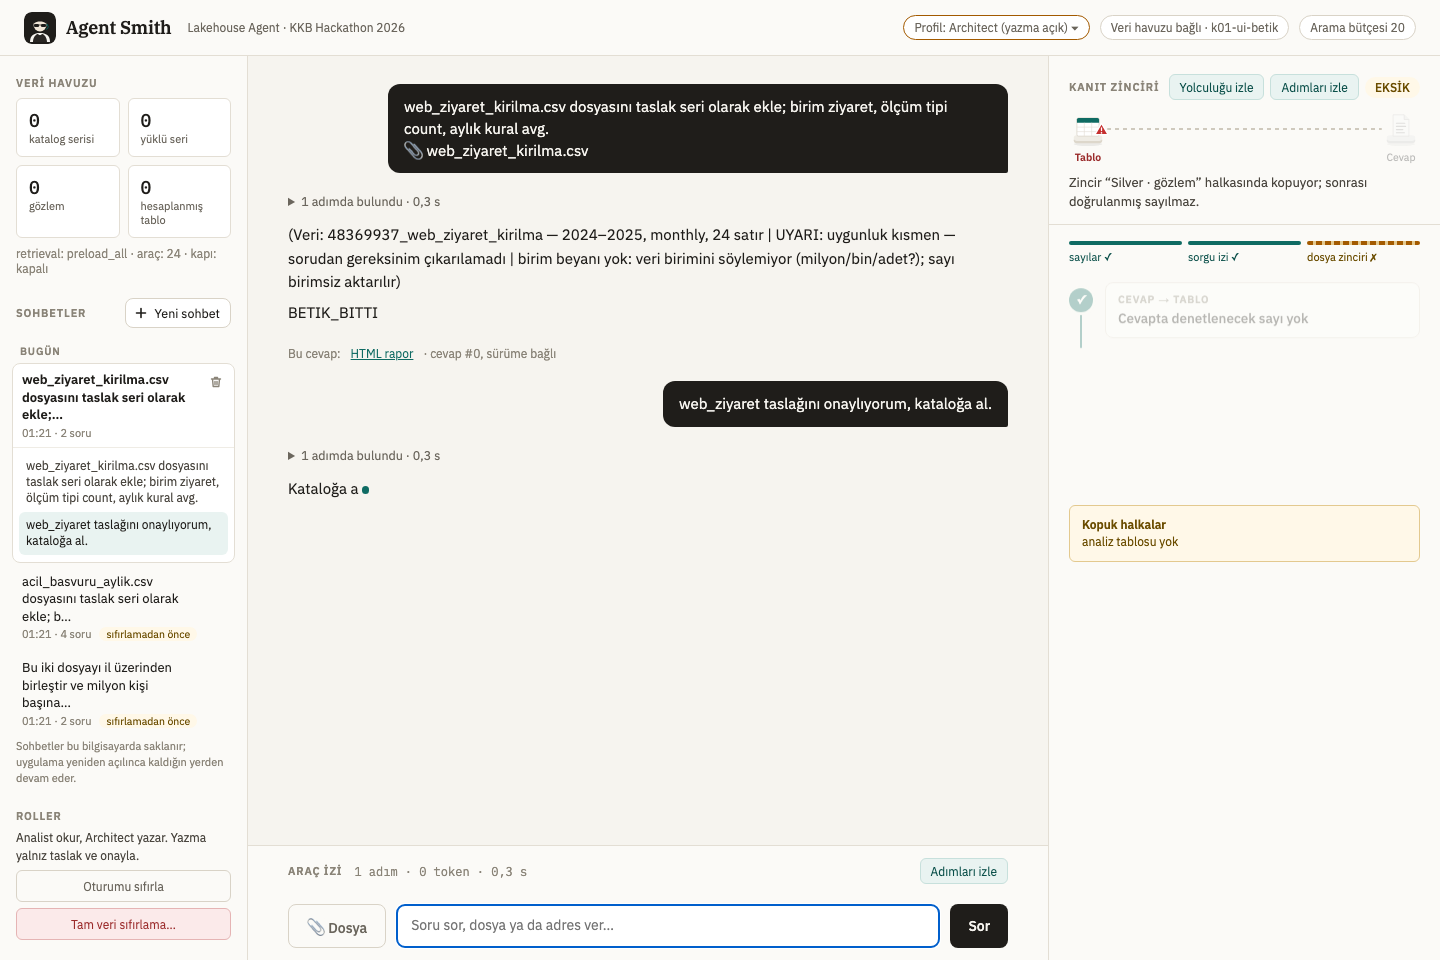 Agent Smith
Lakehouse Agent · KKB Hackathon 2026
Profil: Architect (yazma açık)
Veri havuzu bağlı · k01-ui-betik
Arama bütçesi 20
VERİ HAVUZU
0
katalog serisi
0
yüklü seri
0
gözlem
0
hesaplanmış
tablo
retrieval: preload_all · araç: 24 · kapı:
kapalı
SOHBETLER
+ Yeni sohbet
BUGÜN
web_ziyaret_kirilma.csv
dosyasını taslak seri olarak
ekle;...
01:21 · 2 soru
web_ziyaret_kirilma.csv dosyasını
taslak seri olarak ekle; birim ziyaret,
ölçüm tipi count, aylık kural avg.
web_ziyaret taslağını onaylıyorum,
kataloğa al.
acil_basvuru_aylik.csv
dosyasını taslak seri olarak
ekle; b...
01:21 · 4 soru
sıfırlamadan önce
Bu iki dosyayı il üzerinden
birleştir ve milyon kişi
başına...
01:21 · 2 soru
sıfırlamadan önce
Sohbetler bu bilgisayarda saklanır;
uygulama yeniden açılınca kaldığın yerden
devam eder.
ROLLER
Analist okur, Architect yazar. Yazma
yalnız taslak ve onayla.
Oturumu sıfırla
Tam veri sıfırlama...
web_ziyaret_kirilma.csv dosyasını taslak seri olarak ekle; birim ziyaret, ölçüm tipi
count, aylık kural avg.
📎 web_ziyaret_kirilma.csv
▶ 1 adımda bulundu · 0,3 s
(Veri: 48369937_web_ziyaret_kirilma — 2024–2025, monthly, 24 satır | UYARI: uygunluk kısmen —
sorudan gereksinim çıkarılamadı | birim beyanı yok: veri birimini söylemiyor (milyon/bin/adet?); sayı
birimsiz aktarılır)
BETIK_BITTI
Bu cevap: HTML rapor · cevap #0, sürüme bağlı
web_ziyaret taslağını onaylıyorum, kataloğa al.
▶ 1 adımda bulundu · 0,3 s
Kataloğa a
ARAÇ İZİ 1 adım · 0 token · 0,3 s
Adımları izle
📎 Dosya
Soru sor, dosya ya da adres ver...
Sor
KANIT ZİNCİRİ
Yolculuğu izle
Adımları izle
EKSİK
Tablo
Cevap
Zincir “Silver · gözlem” halkasında kopuyor; sonrası
doğrulanmış sayılmaz.
sayılar ✓
sorgu izi ✓
dosya zinciri ✗
CEVAP → TABLO
Cevapta denetlenecek sayı yok
Kopuk halkalar
analiz tablosu yok